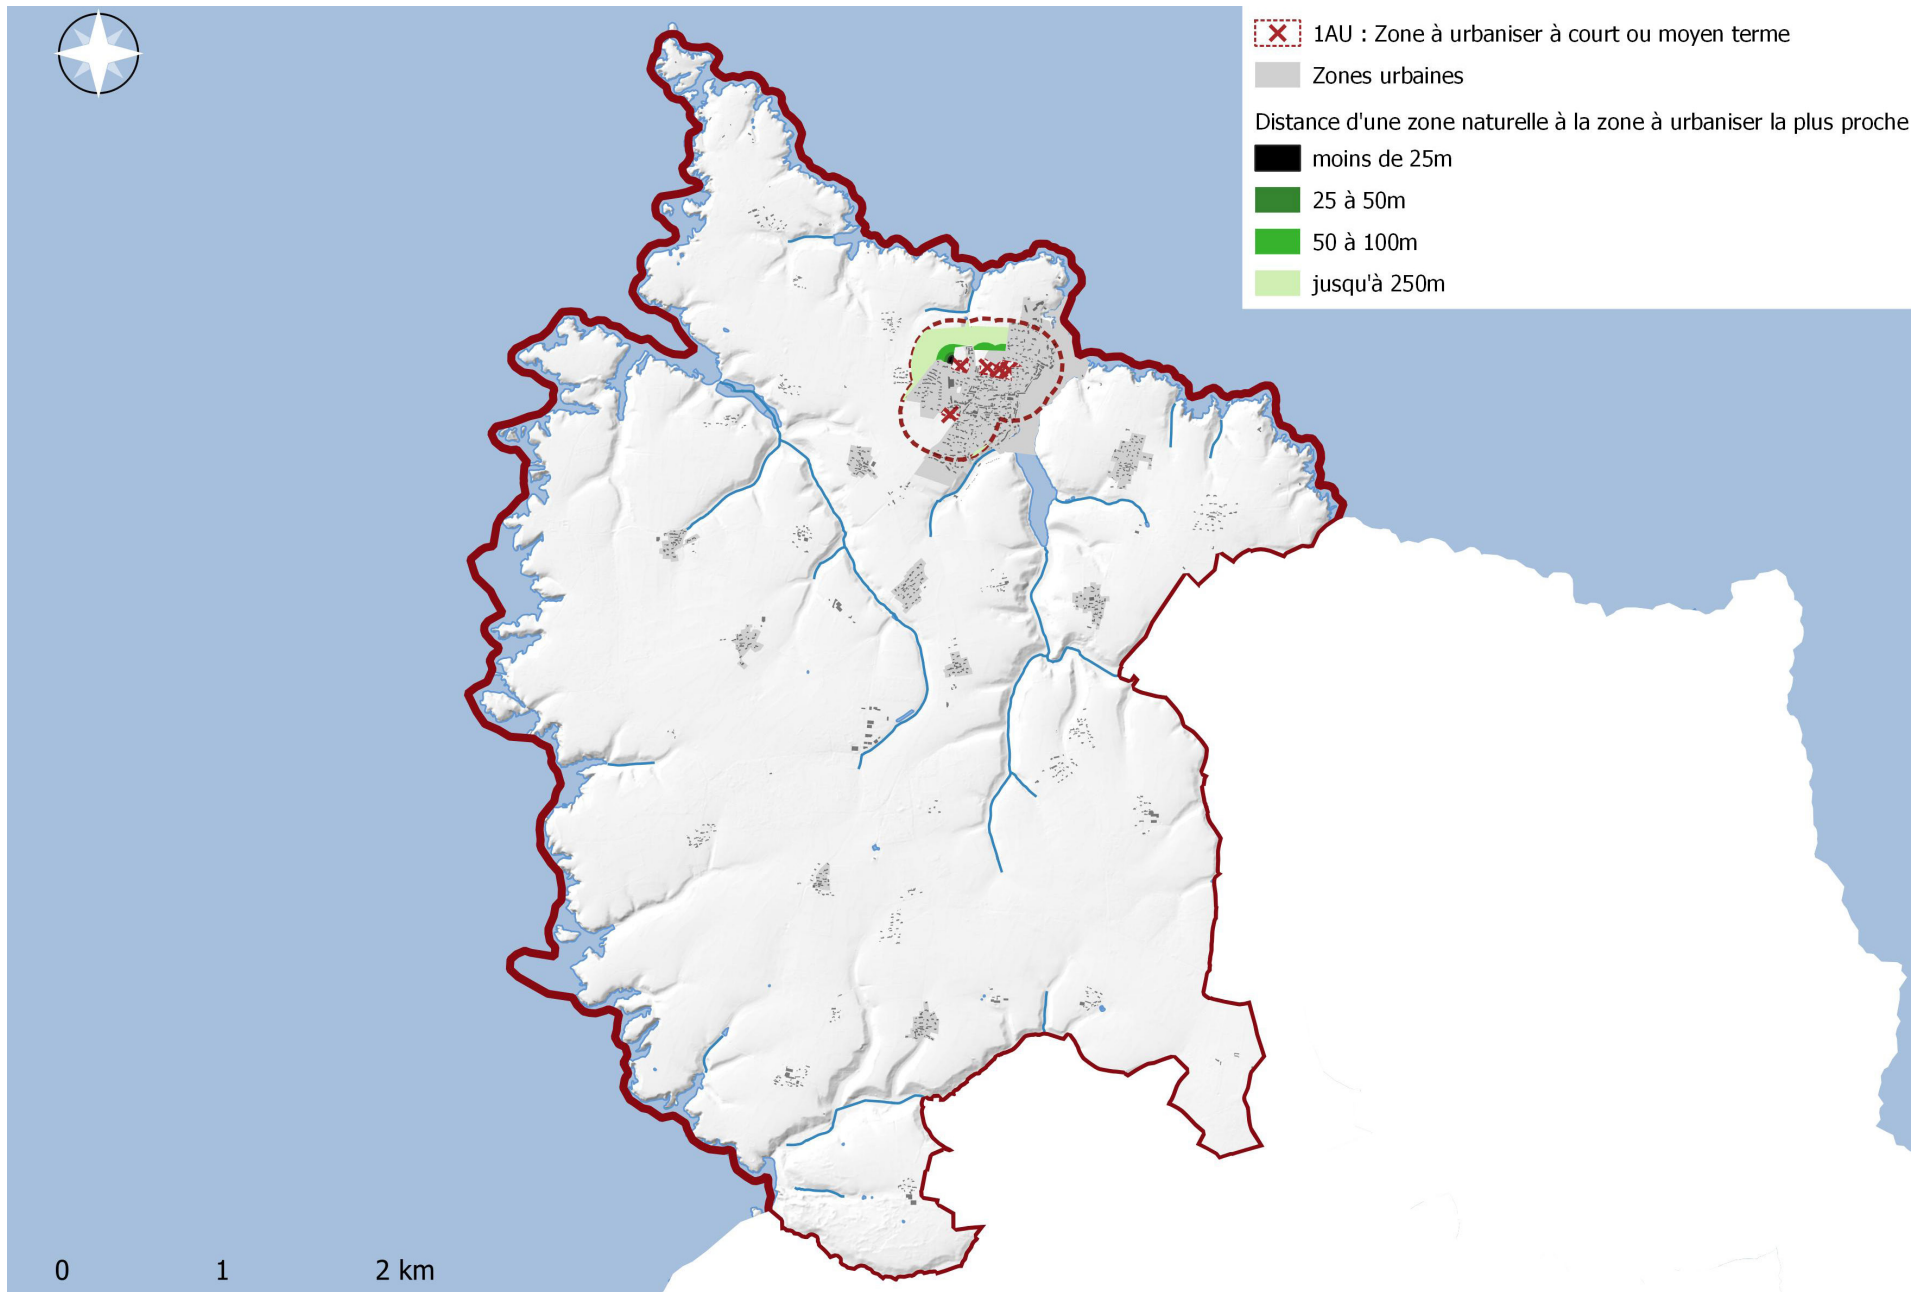 1AU : Zone à urbaniser à court ou moyen terme
Zones urbaines
Distance d'une zone naturelle à la zone à urbaniser la plus proche
moins de 25m
25 à 50m
50 à 100m
jusqu'à 250m
0 1 2 km